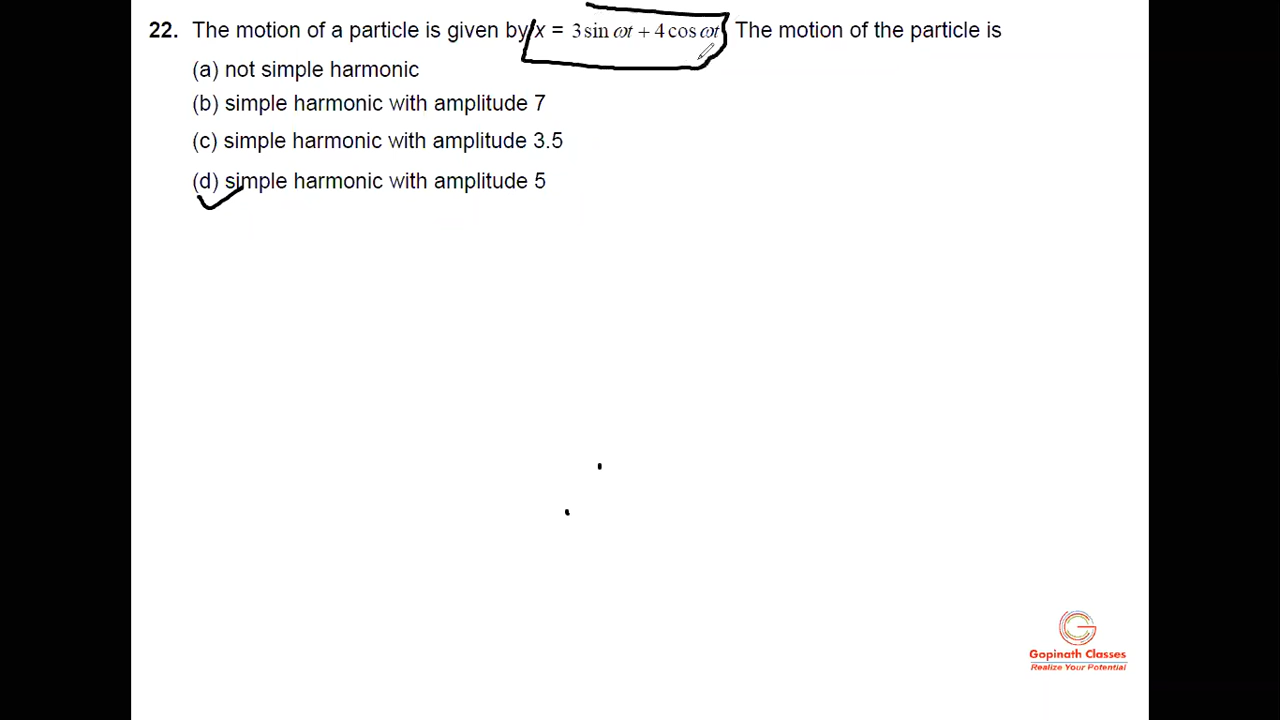 22. The motion of a particle is given by x = 3 sin ωt + 4 cos ωt The motion of the particle is
(a) not simple harmonic
(b) simple harmonic with amplitude 7
(c) simple harmonic with amplitude 3.5
(d) simple harmonic with amplitude 5
Gopinath Classes
Realize Your Potential